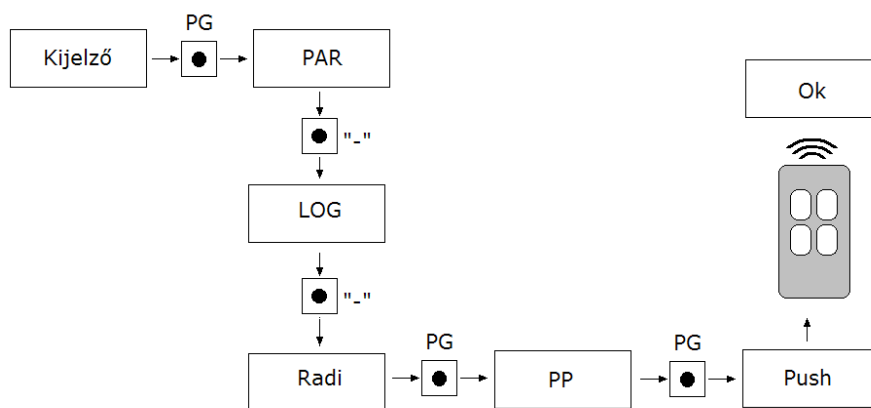 PG
Kijelző
PAR
"-"
LOG
"-"
Radi
PG
PP
PG
Push
Ok